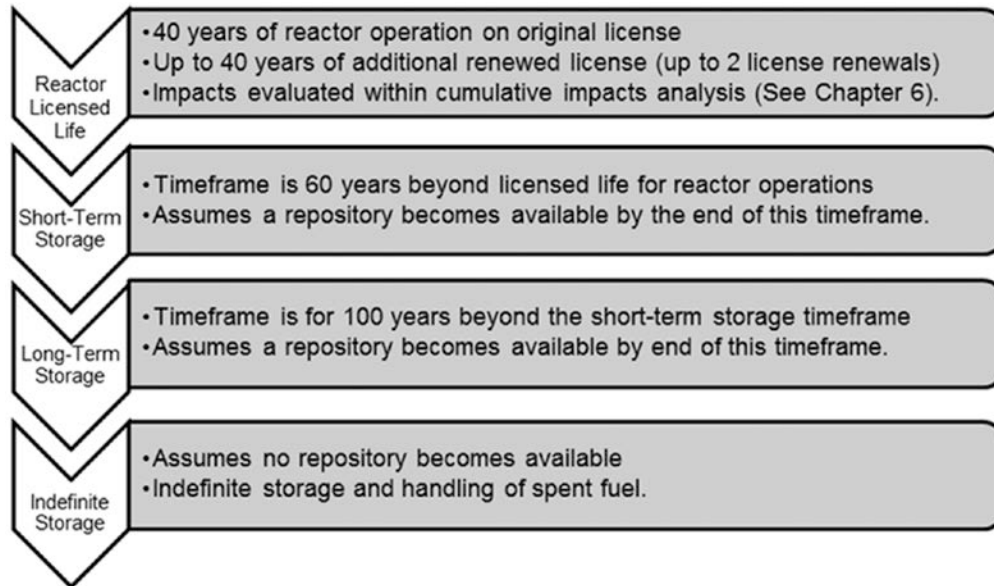 Reactor
Licensed
Life
•40 years of reactor operation on original license
•Up to 40 years of additional renewed license (up to 2 license renewals)
•Impacts evaluated within cumulative impacts analysis (See Chapter 6).
Short-Term
Storage
•Timeframe is 60 years beyond licensed life for reactor operations
•Assumes a repository becomes available by the end of this timeframe.
Long-Term
Storage
•Timeframe is for 100 years beyond the short-term storage timeframe
•Assumes a repository becomes available by end of this timeframe.
Indefinite
Storage
•Assumes no repository becomes available
•Indefinite storage and handling of spent fuel.